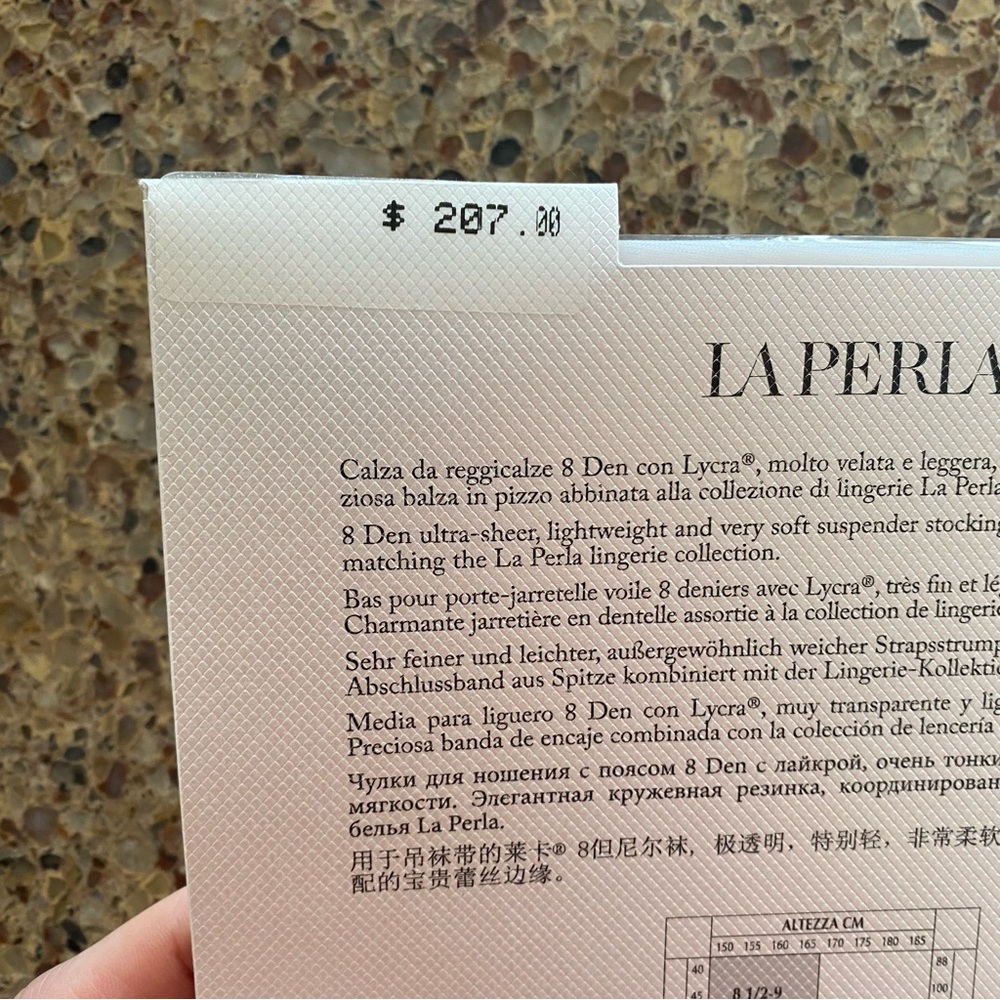 $ 207.00
LA PERLA
Calza da reggicalze 8 Den con Lycra®, molto velata e leggera,
ziosa balza in pizzo abbinata alla collezione di lingerie La Perla
8 Den ultra-sheer, lightweight and very soft suspender stocking
matching the La Perla lingerie collection.
Bas pour porte-jarretelle voile 8 deniers avec Lycra®, très fin et lé
Charmante jarretière en dentelle assortie à la collection de lingerie
Sehr feiner und leichter, außergewöhnlich weicher Strapsstrump
Abschlussband aus Spitze kombiniert mit der Lingerie-Kollektio
Media para liguero 8 Den con Lycra®, muy transparente y lig
Preciosa banda de encaje combinada con la colección de lencería
Чулки для ношения с поясом 8 Den с лайкрой, очень тонки
мягкости. Элегантная кружевная резинка, координирован
белья La Perla.
用于吊袜带的莱卡® 8但尼尔袜, 极透明，特别轻，非常柔软
配的宝贵蕾丝边缘。
ALTEZZA CM
150 155 160 165 170 175 180 185
40 88
45 8 1/2-9 100